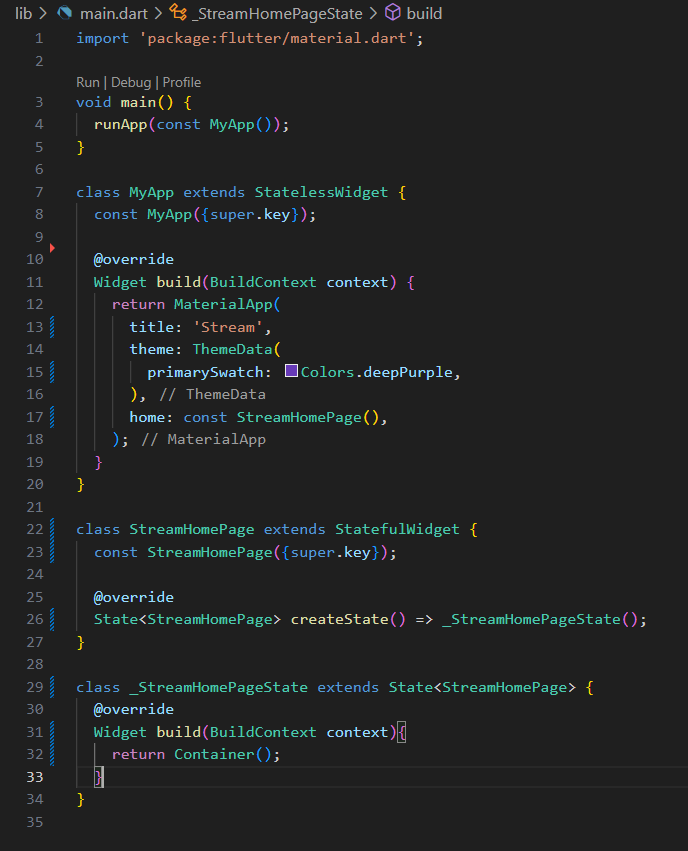 lib > main.dart > _StreamHomePageState > build
1 import 'package:flutter/material.dart';
2
Run | Debug | Profile
3 void main() {
4   runApp(const MyApp());
5 }
6
7 class MyApp extends StatelessWidget {
8   const MyApp({super.key});
9
10   @override
11   Widget build(BuildContext context) {
12     return MaterialApp(
13       title: 'Stream',
14       theme: ThemeData(
15         primarySwatch: Colors.deepPurple,
16       ), // ThemeData
17       home: const StreamHomePage(),
18     ); // MaterialApp
19   }
20 }
21
22 class StreamHomePage extends StatefulWidget {
23   const StreamHomePage({super.key});
24
25   @override
26   State<StreamHomePage> createState() => _StreamHomePageState();
27 }
28
29 class _StreamHomePageState extends State<StreamHomePage> {
30   @override
31   Widget build(BuildContext context){
32     return Container();
33   }
34 }
35